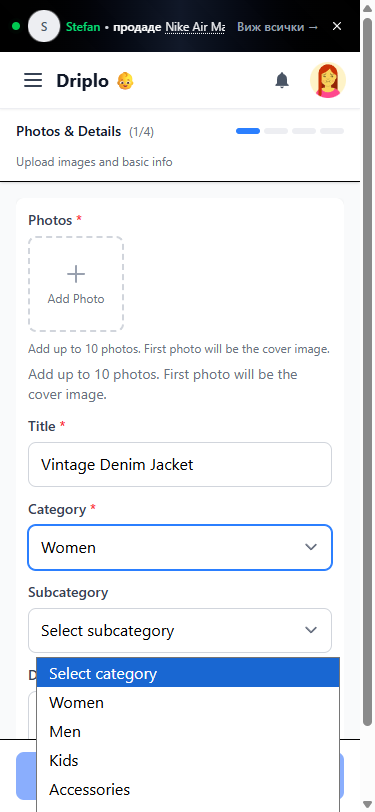 S Stefan • продаде Nike Air Ma Виж всички → ×
Driplo
Photos & Details (1/4)
Upload images and basic info
Photos *
Add Photo
Add up to 10 photos. First photo will be the cover image.
Add up to 10 photos. First photo will be the
cover image.
Title *
Vintage Denim Jacket
Category *
Women
Subcategory
Select subcategory
D
Select category
Women
Men
Kids
Accessories